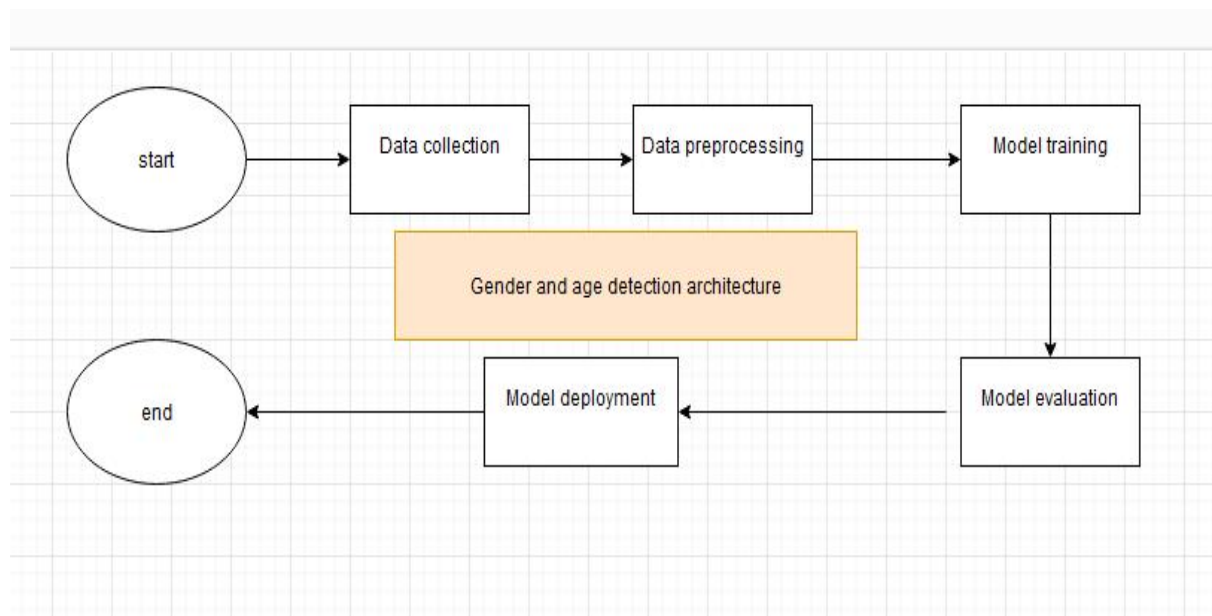 start
Data collection
Data preprocessing
Model training
Gender and age detection architecture
end
Model deployment
Model evaluation